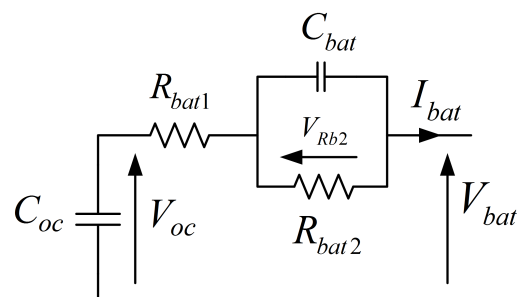 C_bat
R_bat1
I_bat
V_Rb2
C_oc
V_oc
V_bat
R_bat2